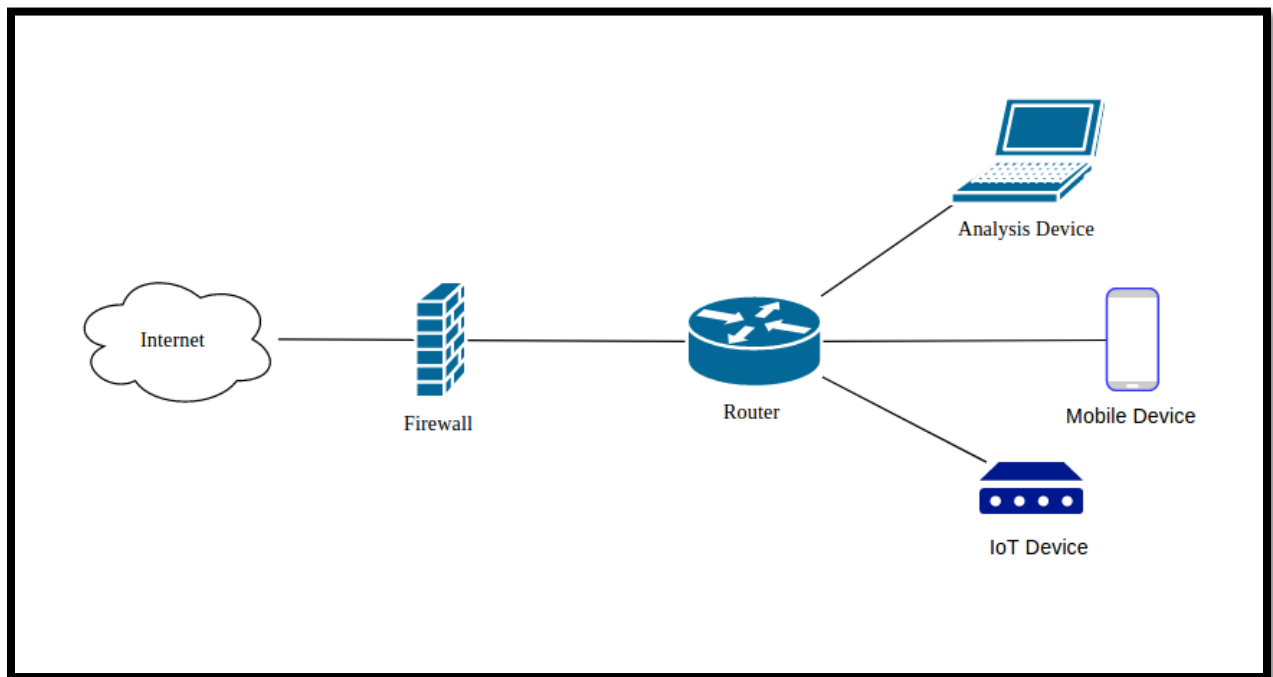 Analysis Device
Internet
Firewall
Router
Mobile Device
IoT Device